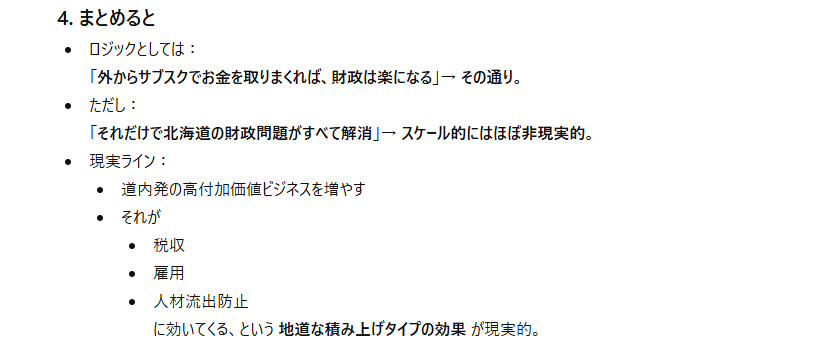 4. まとめると
• ロジックとしては：
「外からサブスクでお金を取りまくれば、財政は楽になる」→ その通り。
• ただし：
「それだけで北海道の財政問題がすべて解消」→ スケール的にはほぼ非現実的。
• 現実ライン：
• 道内発の高付加価値ビジネスを増やす
• それが
• 税収
• 雇用
• 人材流出防止
に効いてくる、という 地道な積み上げタイプの効果 が現実的。